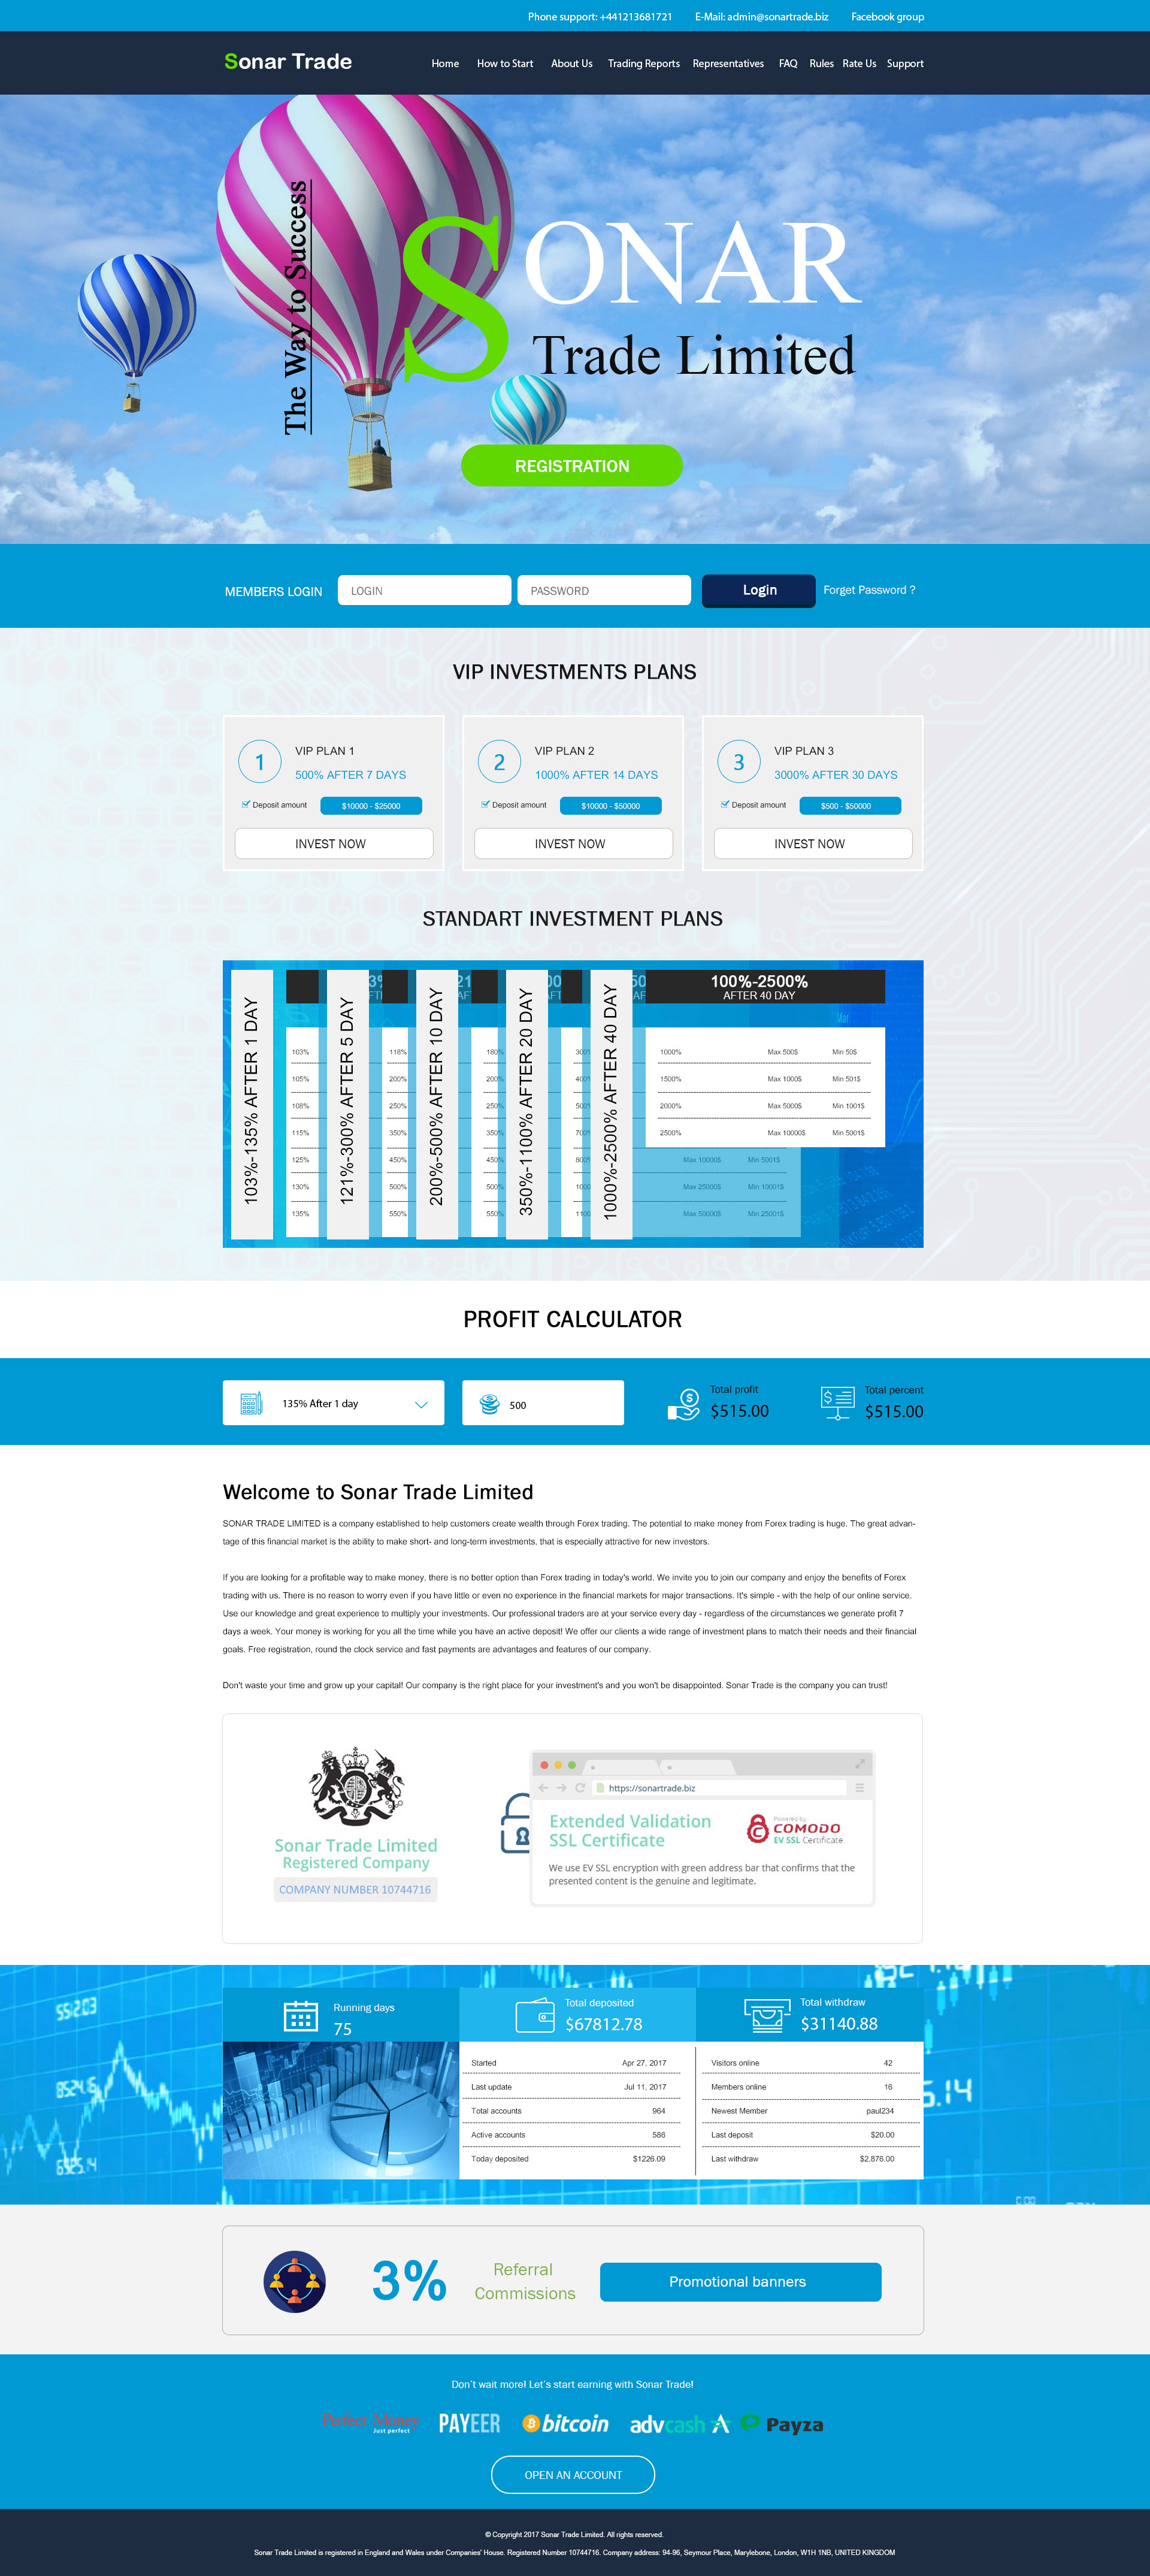 Phone support: +441213681721 E-Mail: admin@sonartrade.biz Facebook group
Sonar Trade
Home How to Start About Us Trading Reports Representatives FAQ Rules Rate Us Support
The Way to Success
SONAR
Trade Limited
REGISTRATION
MEMBERS LOGIN LOGIN PASSWORD Login Forget Password ?
VIP INVESTMENTS PLANS
1 VIP PLAN 1
500% AFTER 7 DAYS
Deposit amount $10000 - $25000
INVEST NOW
2 VIP PLAN 2
1000% AFTER 14 DAYS
Deposit amount $10000 - $50000
INVEST NOW
3 VIP PLAN 3
3000% AFTER 30 DAYS
Deposit amount $500 - $50000
INVEST NOW
STANDART INVESTMENT PLANS
103%-135% AFTER 1 DAY
103%
105%
108%
115%
125%
130%
135%
121%-300% AFTER 5 DAY
118%
200%
250%
350%
450%
500%
550%
200%-500% AFTER 10 DAY
180%
200%
250%
350%
450%
500%
550%
350%-1100% AFTER 20 DAY
1000%-2500% AFTER 40 DAY
100%-2500%
AFTER 40 DAY
1000% Max 500$ Min 50$
1500% Max 1000$ Min 501$
2000% Max 5000$ Min 1001$
2500% Max 10000$ Min 5001$
Max 10000$ Min 5001$
Max 25000$ Min 10001$
Max 50000$ Min 25001$
PROFIT CALCULATOR
135% After 1 day
500
Total profit
$515.00
Total percent
$515.00
Welcome to Sonar Trade Limited
SONAR TRADE LIMITED is a company established to help customers create wealth through Forex trading. The potential to make money from Forex trading is huge. The great advan-
tage of this financial market is the ability to make short- and long-term investments, that is especially attractive for new investors.
If you are looking for a profitable way to make money, there is no better option than Forex trading in today's world. We invite you to join our company and enjoy the benefits of Forex
trading with us. There is no reason to worry even if you have little or even no experience in the financial markets for major transactions. It's simple - with the help of our online service.
Use our knowledge and great experience to multiply your investments. Our professional traders are at your service every day - regardless of the circumstances we generate profit 7
days a week. Your money is working for you all the time while you have an active deposit! We offer our clients a wide range of investment plans to match their needs and their financial
goals. Free registration, round the clock service and fast payments are advantages and features of our company.
Don't waste your time and grow up your capital! Our company is the right place for your investment's and you won't be disappointed. Sonar Trade is the company you can trust!
Sonar Trade Limited
Registered Company
COMPANY NUMBER 10744716
https://sonartrade.biz
Extended Validation
SSL Certificate
Powered by
COMODO
EV SSL Certificate
We use EV SSL encryption with green address bar that confirms that the
presented content is the genuine and legitimate.
Running days
75
Total deposited
$67812.78
Total withdraw
$31140.88
Started Apr 27, 2017
Last update Jul 11, 2017
Total accounts 964
Active accounts 586
Today deposited $1226.09
Visitors online 42
Members online 16
Newest Member paul234
Last deposit $20.00
Last withdraw $2,876.00
3%
Referral
Commissions
Promotional banners
Don't wait more! Let's start earning with Sonar Trade!
Perfect Money
Just perfect
PAYEER
bitcoin
advcash
Payza
OPEN AN ACCOUNT
© Copyright 2017 Sonar Trade Limited. All rights reserved.
Sonar Trade Limited is registered in England and Wales under Companies' House. Registered Number 10744716. Company address: 94-96, Seymour Place, Marylebone, London, W1H 1NB, UNITED KINGDOM